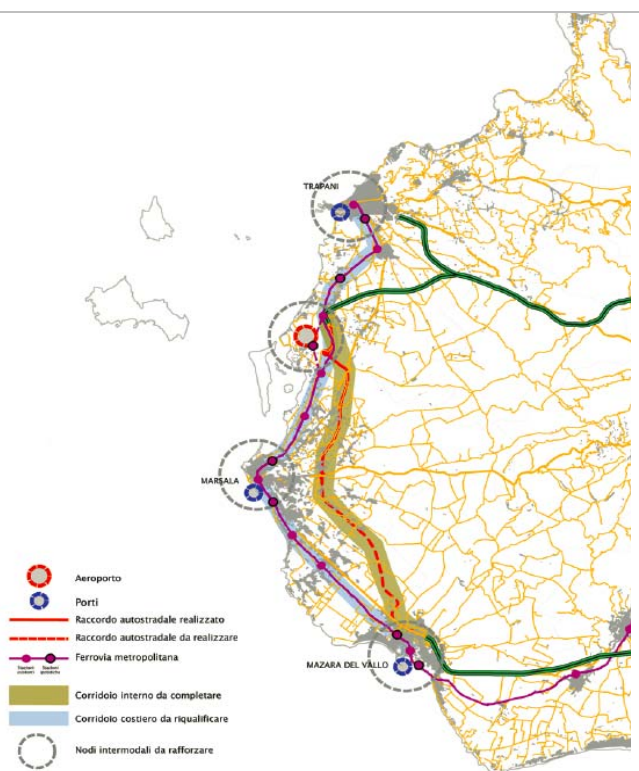 TRAPANI
MARSALA
MAZARA DEL VALLO
Aeroporto
Porti
Raccordo autostradale realizzato
Raccordo autostradale da realizzare
Ferrovia metropolitana
Corridoio interno da completare
Corridoio costiero da riqualificare
Nodi intermodali da rafforzare